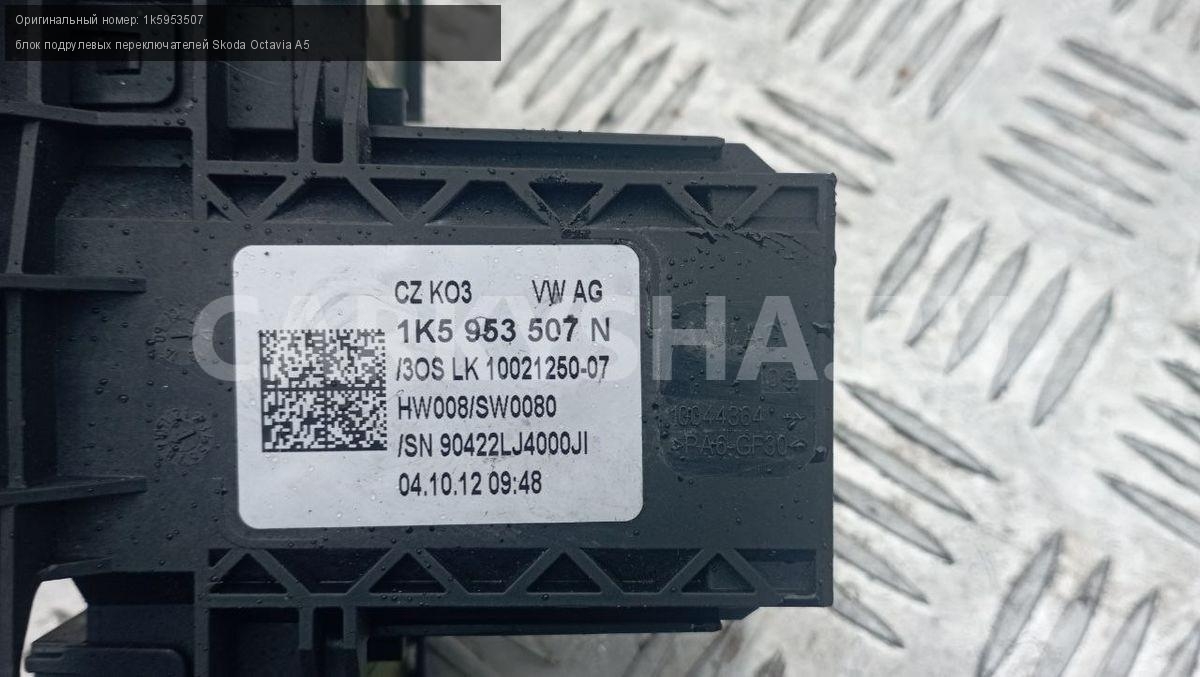 Оригинальный номер: 1k5953507
блок подрулевых переключателей Skoda Octavia A5
CZ KO3 VW AG
1K5 953 507 N
/3OS LK 10021250-07
HW008/SW0080
/SN 90422LJ4000JI
04.10.12 09:48
10044364
>PA6-GF30<